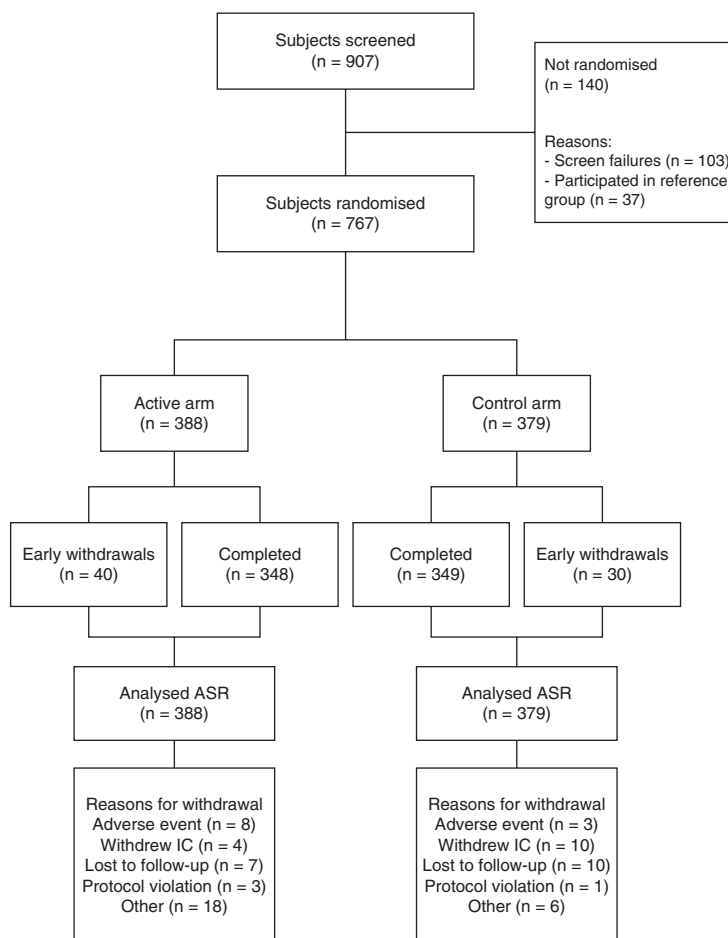 Subjects screened
(n = 907)
Not randomised
(n = 140)
Reasons:
- Screen failures (n = 103)
- Participated in reference
group (n = 37)
Subjects randomised
(n = 767)
Active arm
(n = 388)
Control arm
(n = 379)
Early withdrawals
(n = 40)
Completed
(n = 348)
Completed
(n = 349)
Early withdrawals
(n = 30)
Analysed ASR
(n = 388)
Analysed ASR
(n = 379)
Reasons for withdrawal
Adverse event (n = 8)
Withdrew IC (n = 4)
Lost to follow-up (n = 7)
Protocol violation (n = 3)
Other (n = 18)
Reasons for withdrawal
Adverse event (n = 3)
Withdrew IC (n = 10)
Lost to follow-up (n = 10)
Protocol violation (n = 1)
Other (n = 6)